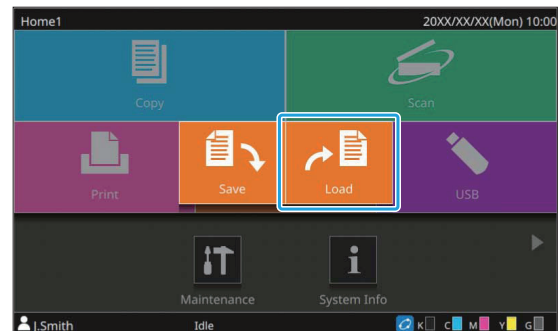 Home1 20XX/XX/XX(Mon) 10:00
Copy Scan
Print Save Load USB
Maintenance System Info
J.Smith Idle K C M Y G